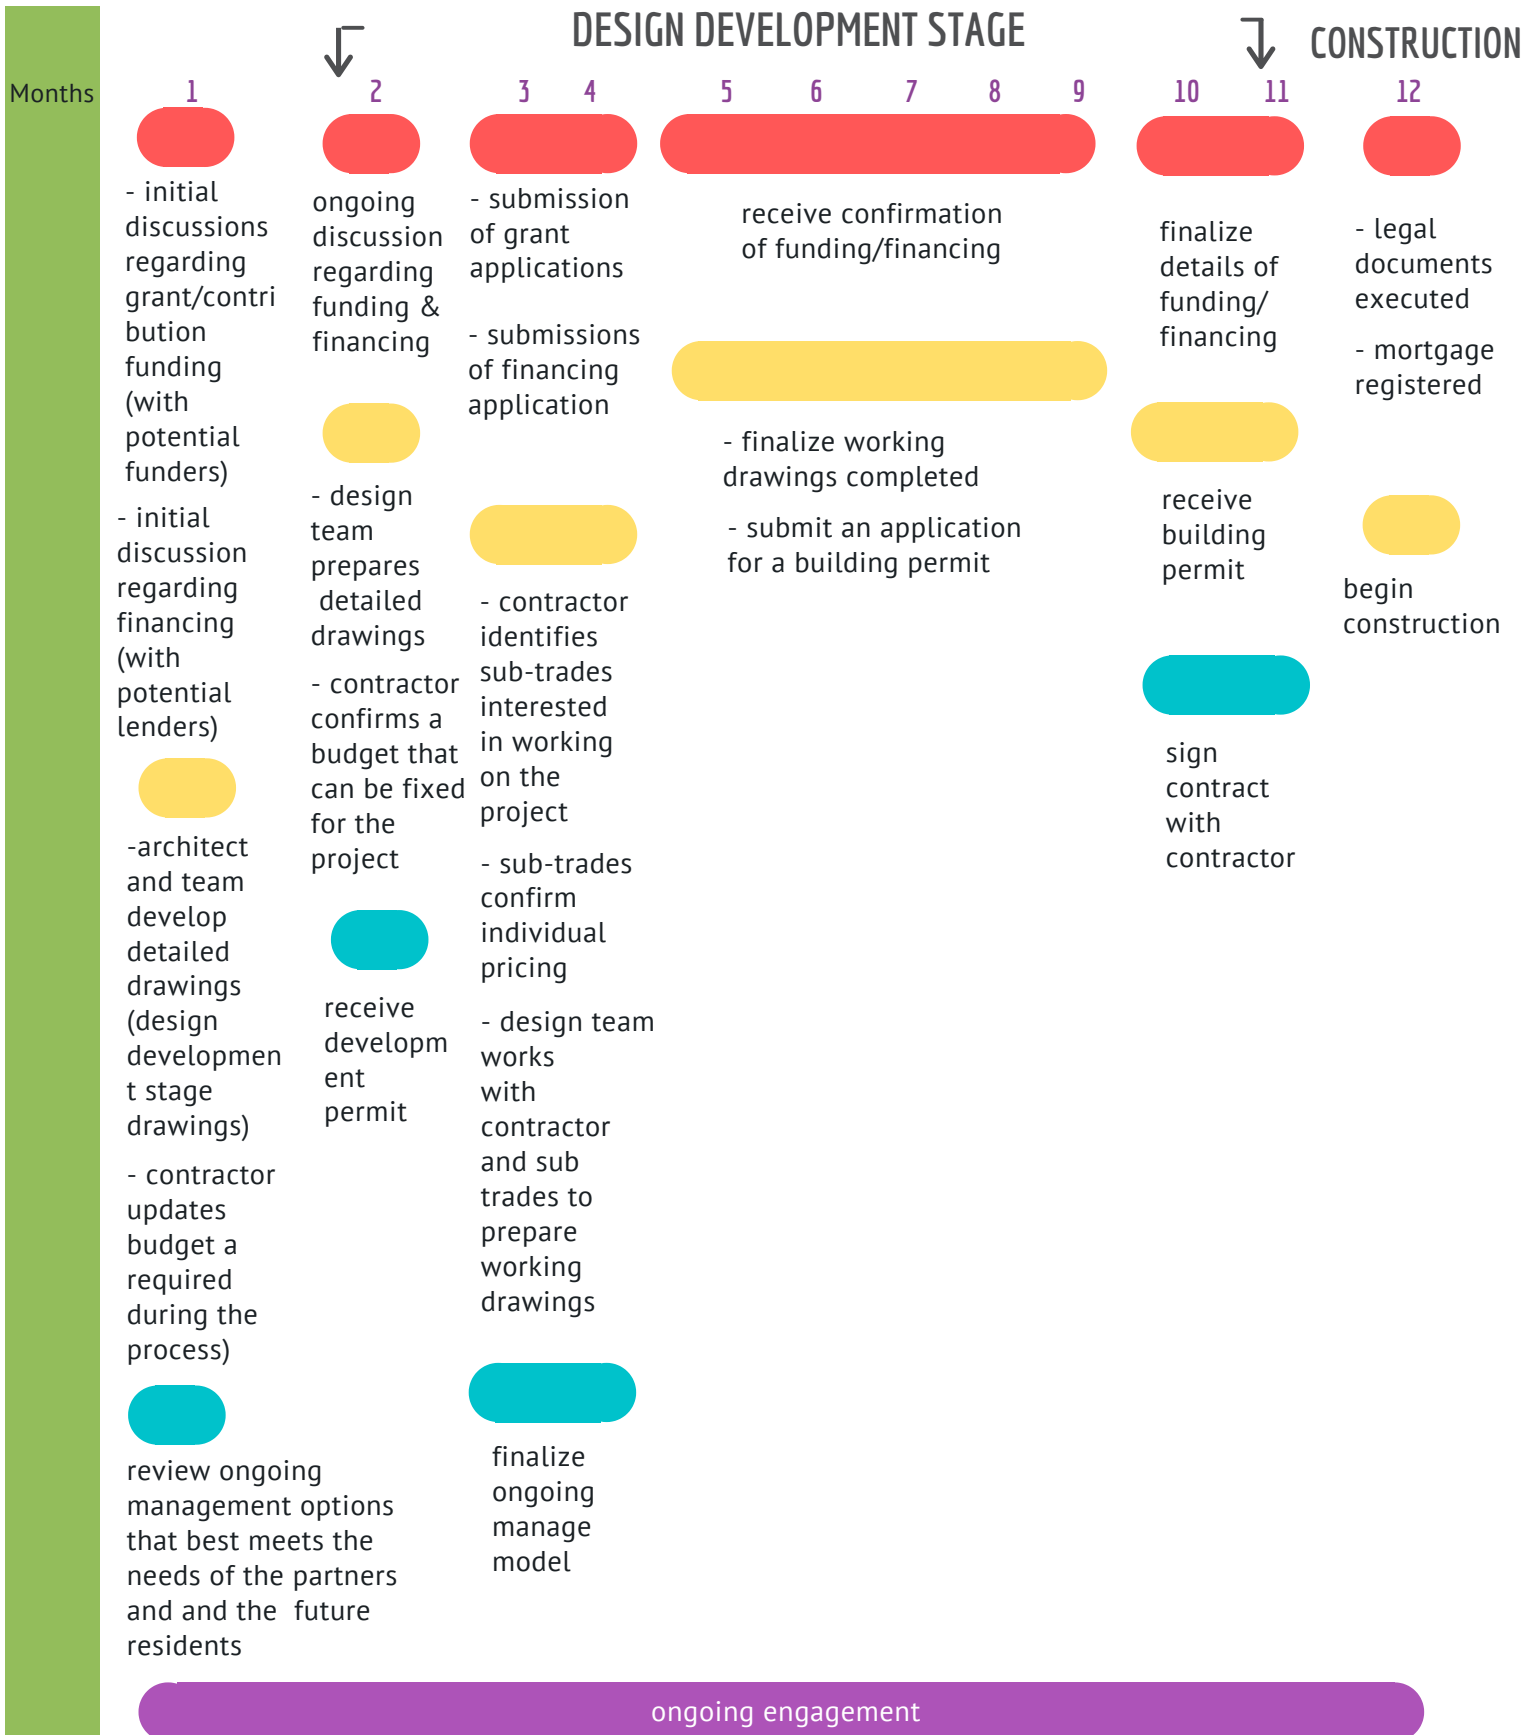 DESIGN DEVELOPMENT STAGE
CONSTRUCTION
Months
1
2
3
4
5
6
7
8
9
10
11
12
- initial
discussions
regarding
grant/contri
bution
funding
(with
potential
funders)
- initial
discussion
regarding
financing
(with
potential
lenders)
-architect
and team
develop
detailed
drawings
(design
developmen
t stage
drawings)
- contractor
updates
budget a
required
during the
process)
review ongoing
management options
that best meets the
needs of the partners
and and the future
residents
ongoing
discussion
regarding
funding &
financing
- design
team
prepares
detailed
drawings
- contractor
confirms a
budget that
can be fixed
for the
project
receive
developm
ent
permit
- submission
of grant
applications
- submissions
of financing
application
- contractor
identifies
sub-trades
interested
in working
on the
project
- sub-trades
confirm
individual
pricing
- design team
works
with
contractor
and sub
trades to
prepare
working
drawings
finalize
ongoing
manage
model
receive confirmation
of funding/financing
- finalize working
drawings completed
- submit an application
for a building permit
finalize
details of
funding/
financing
receive
building
permit
sign
contract
with
contractor
- legal
documents
executed
- mortgage
registered
begin
construction
ongoing engagement